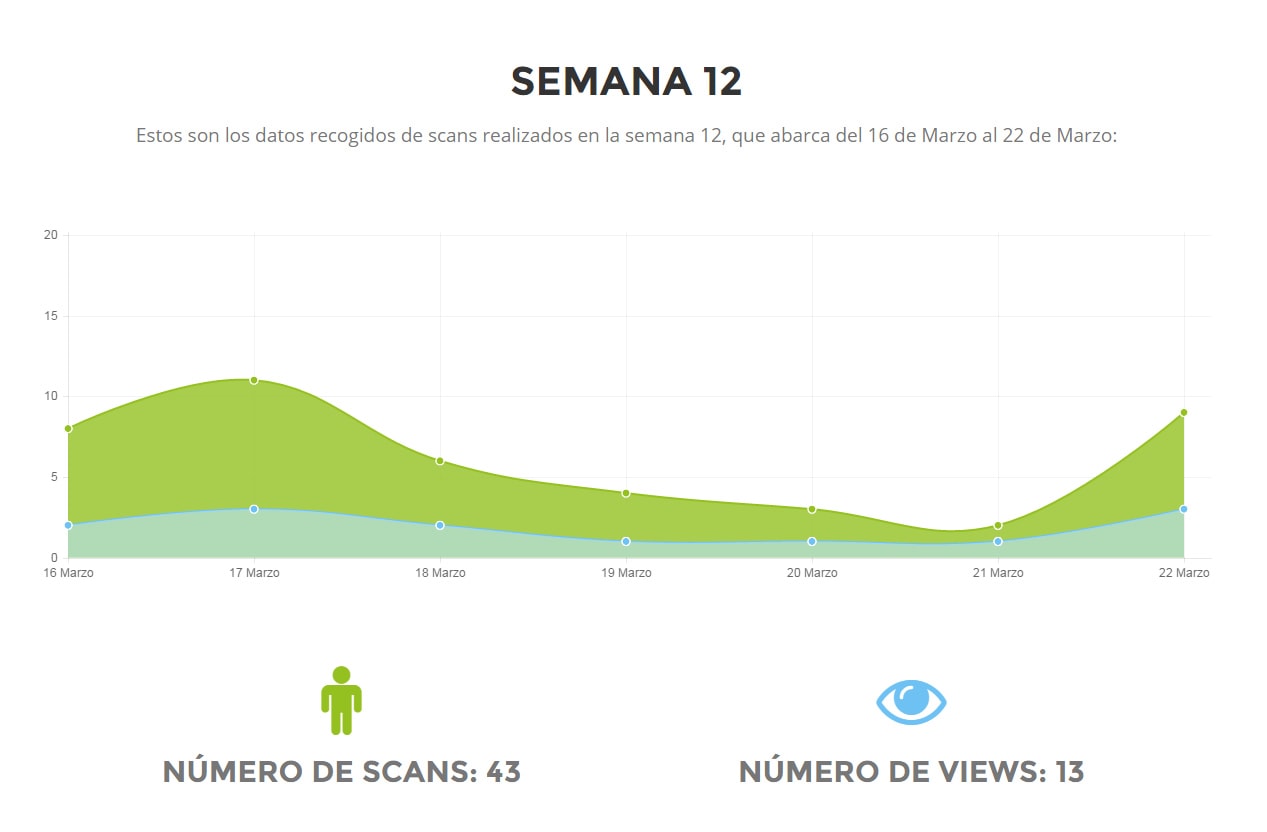 SEMANA 12
Estos son los datos recogidos de scans realizados en la semana 12, que abarca del 16 de Marzo al 22 de Marzo:
20
15
10
5
0
16 Marzo 17 Marzo 18 Marzo 19 Marzo 20 Marzo 21 Marzo 22 Marzo
NÚMERO DE SCANS: 43 NÚMERO DE VIEWS: 13